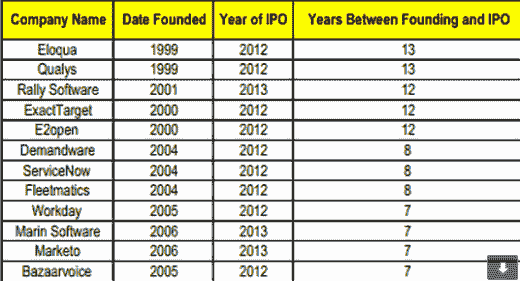 Company Name Date Founded Year of IPO Years Between Founding and IPO
Eloqua 1999 2012 13
Qualys 1999 2012 13
Rally Software 2001 2013 12
ExactTarget 2000 2012 12
E2open 2000 2012 12
Demandware 2004 2012 8
ServiceNow 2004 2012 8
Fleetmatics 2004 2012 8
Workday 2005 2012 7
Marin Software 2006 2013 7
Marketo 2006 2013 7
Bazaarvoice 2005 2012 7